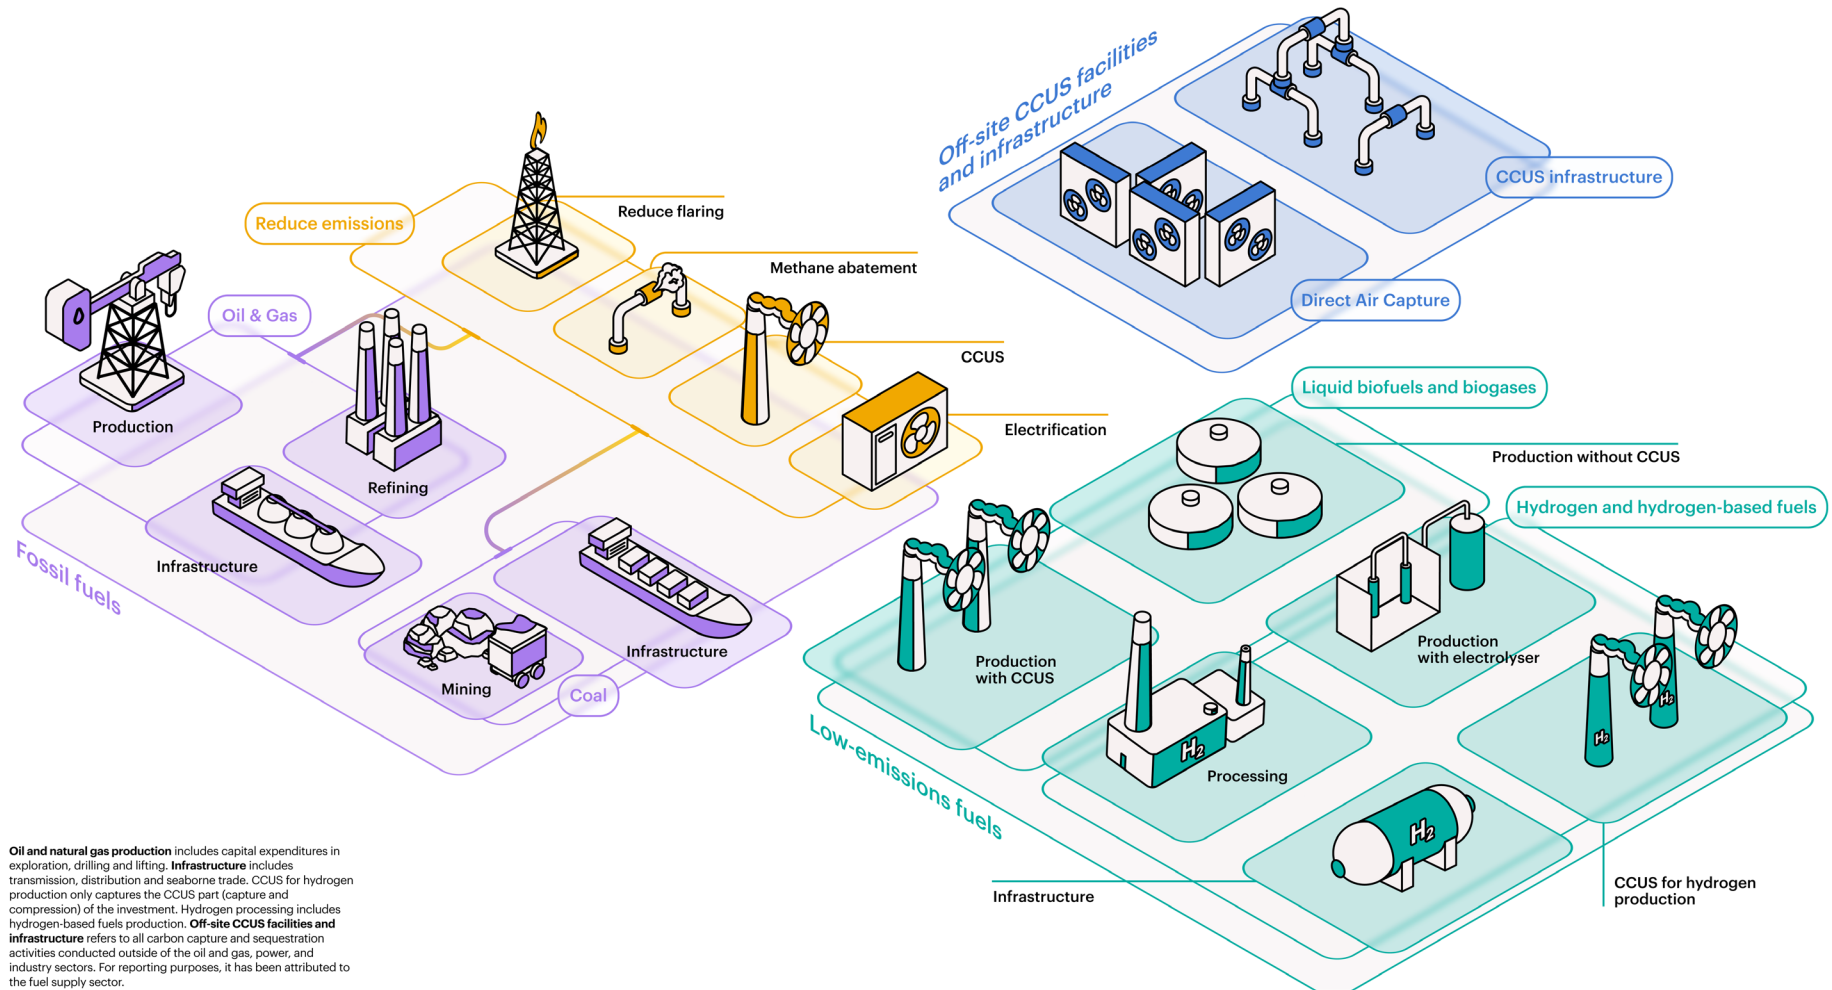 Off-site CCUS facilities
and infrastructure
CCUS infrastructure
Direct Air Capture
Reduce emissions
Reduce flaring
Methane abatement
CCUS
Electrification
Oil & Gas
Production
Refining
Infrastructure
Fossil fuels
Infrastructure
Mining
Coal
Liquid biofuels and biogases
Production without CCUS
Hydrogen and hydrogen-based fuels
Production
with electrolyser
Production
with CCUS
H2
H2
H2
Processing
H2
Low-emissions fuels
Infrastructure
CCUS for hydrogen
production
Oil and natural gas production includes capital expenditures in
exploration, drilling and lifting. Infrastructure includes
transmission, distribution and seaborne trade. CCUS for hydrogen
production only captures the CCUS part (capture and
compression) of the investment. Hydrogen processing includes
hydrogen-based fuels production. Off-site CCUS facilities and
infrastructure refers to all carbon capture and sequestration
activities conducted outside of the oil and gas, power, and
industry sectors. For reporting purposes, it has been attributed to
the fuel supply sector.